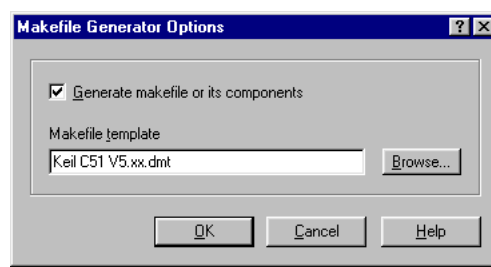 Makefile Generator Options
Generate makefile or its components
Makefile template
Keil C51 V5.xx.dmt Browse...
OK Cancel Help